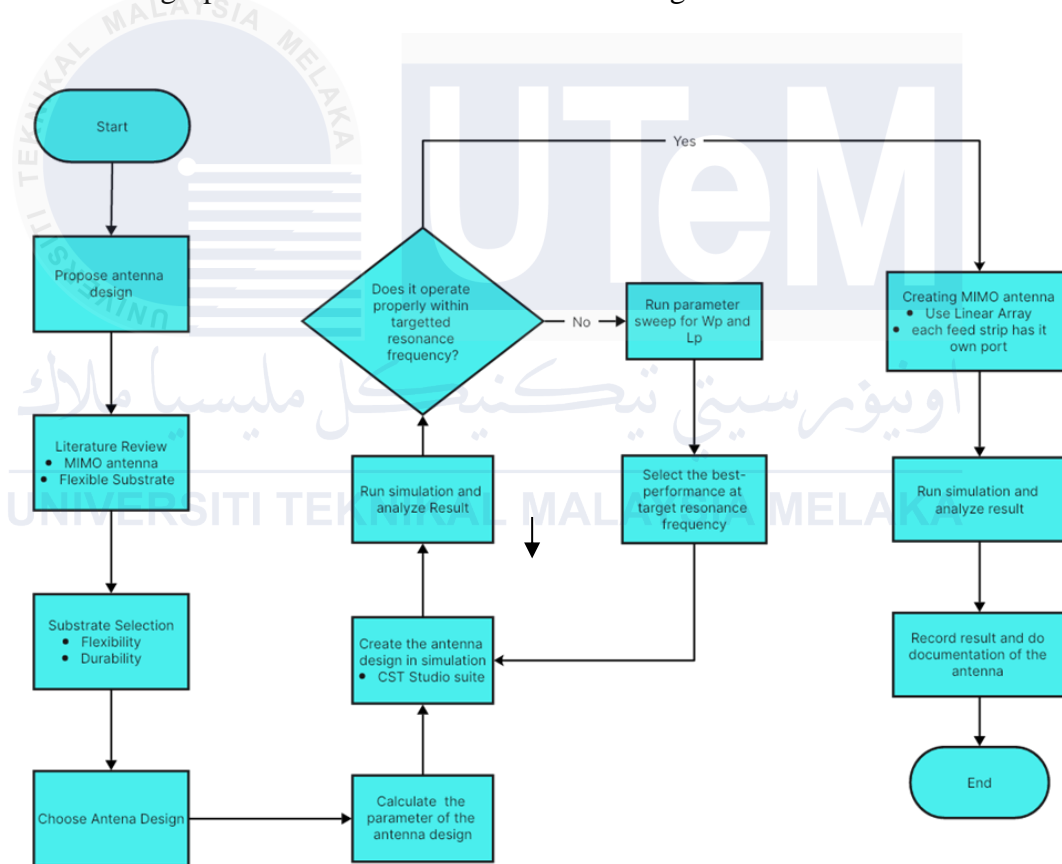 Start
Propose antenna
design
Literature Review
• MIMO antenna
• Flexible Substrate
Substrate Selection
• Flexibility
• Durability
Choose Antena Design
Calculate the
parameter of the
antenna design
Create the antenna
design in simulation
• CST Studio suite
Run simulation and
analyze Result
Does it operate
properly within
targetted
resonance
frequency?
No
Run parameter
sweep for Wp and
Lp
Select the best-
performance at
target resonance
frequency
Yes
Creating MIMO antenna
• Use Linear Array
• each feed strip has it
own port
Run simulation and
analyze result
Record result and do
documentation of the
antenna
End
UNIVERSITI TEKNIKAL MALAYSIA MELAKA
UTeM
اونيۏرسيتي تيكنيكل مليسيا ملاك
UNIVERSITI TEKNIKAL MALAYSIA MELAKA